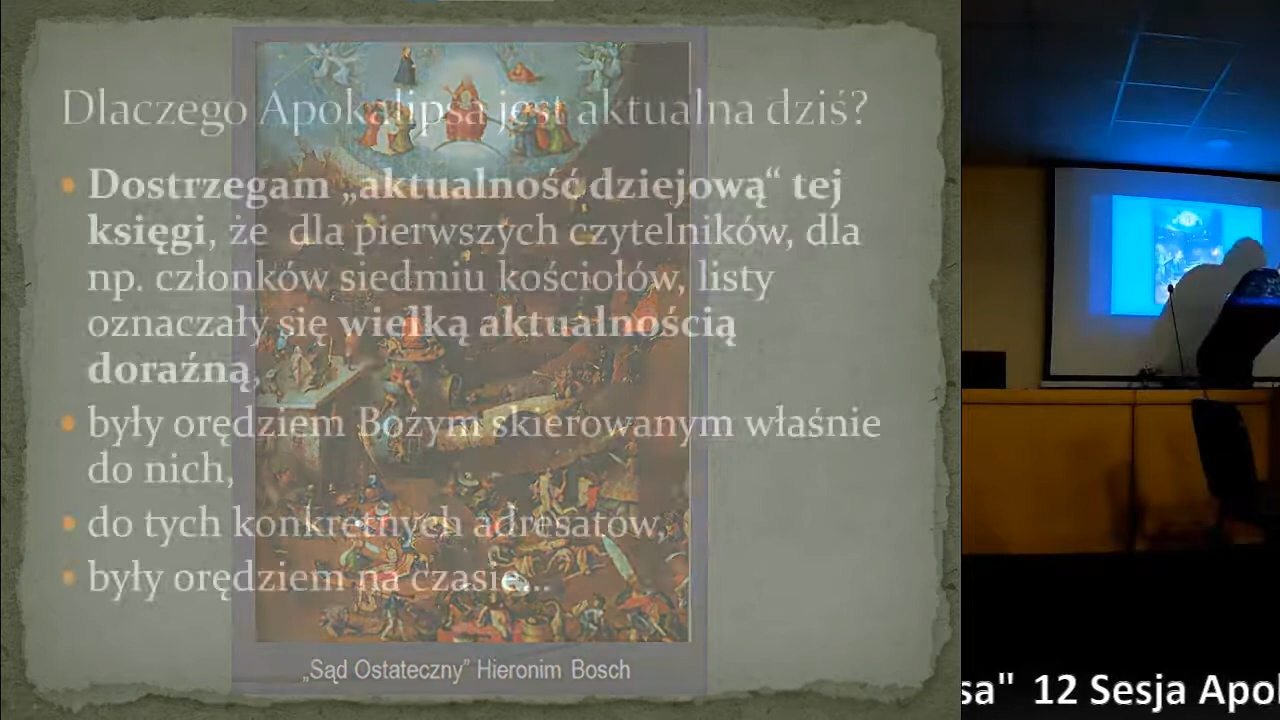 Dlaczego Apokalipsa jest aktualna dziś?
• Dostrzegam „aktualność dziejową“ tej
księgi, że dla pierwszych czytelników, dla
np. członków siedmiu kościołów, listy
oznaczały się wielką aktualnością
doraźną,
• były orędziem Bożym skierowanym właśnie
do nich,
• do tych konkretnych adresatów,
• były orędziem na czasie...
„Sąd Ostateczny” Hieronim Bosch
sa" 12 Sesja Apol